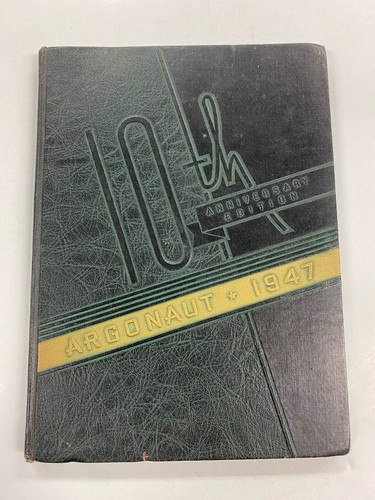 10th
ANNIVERSARY
EDITION
ARGONAUT * 1947